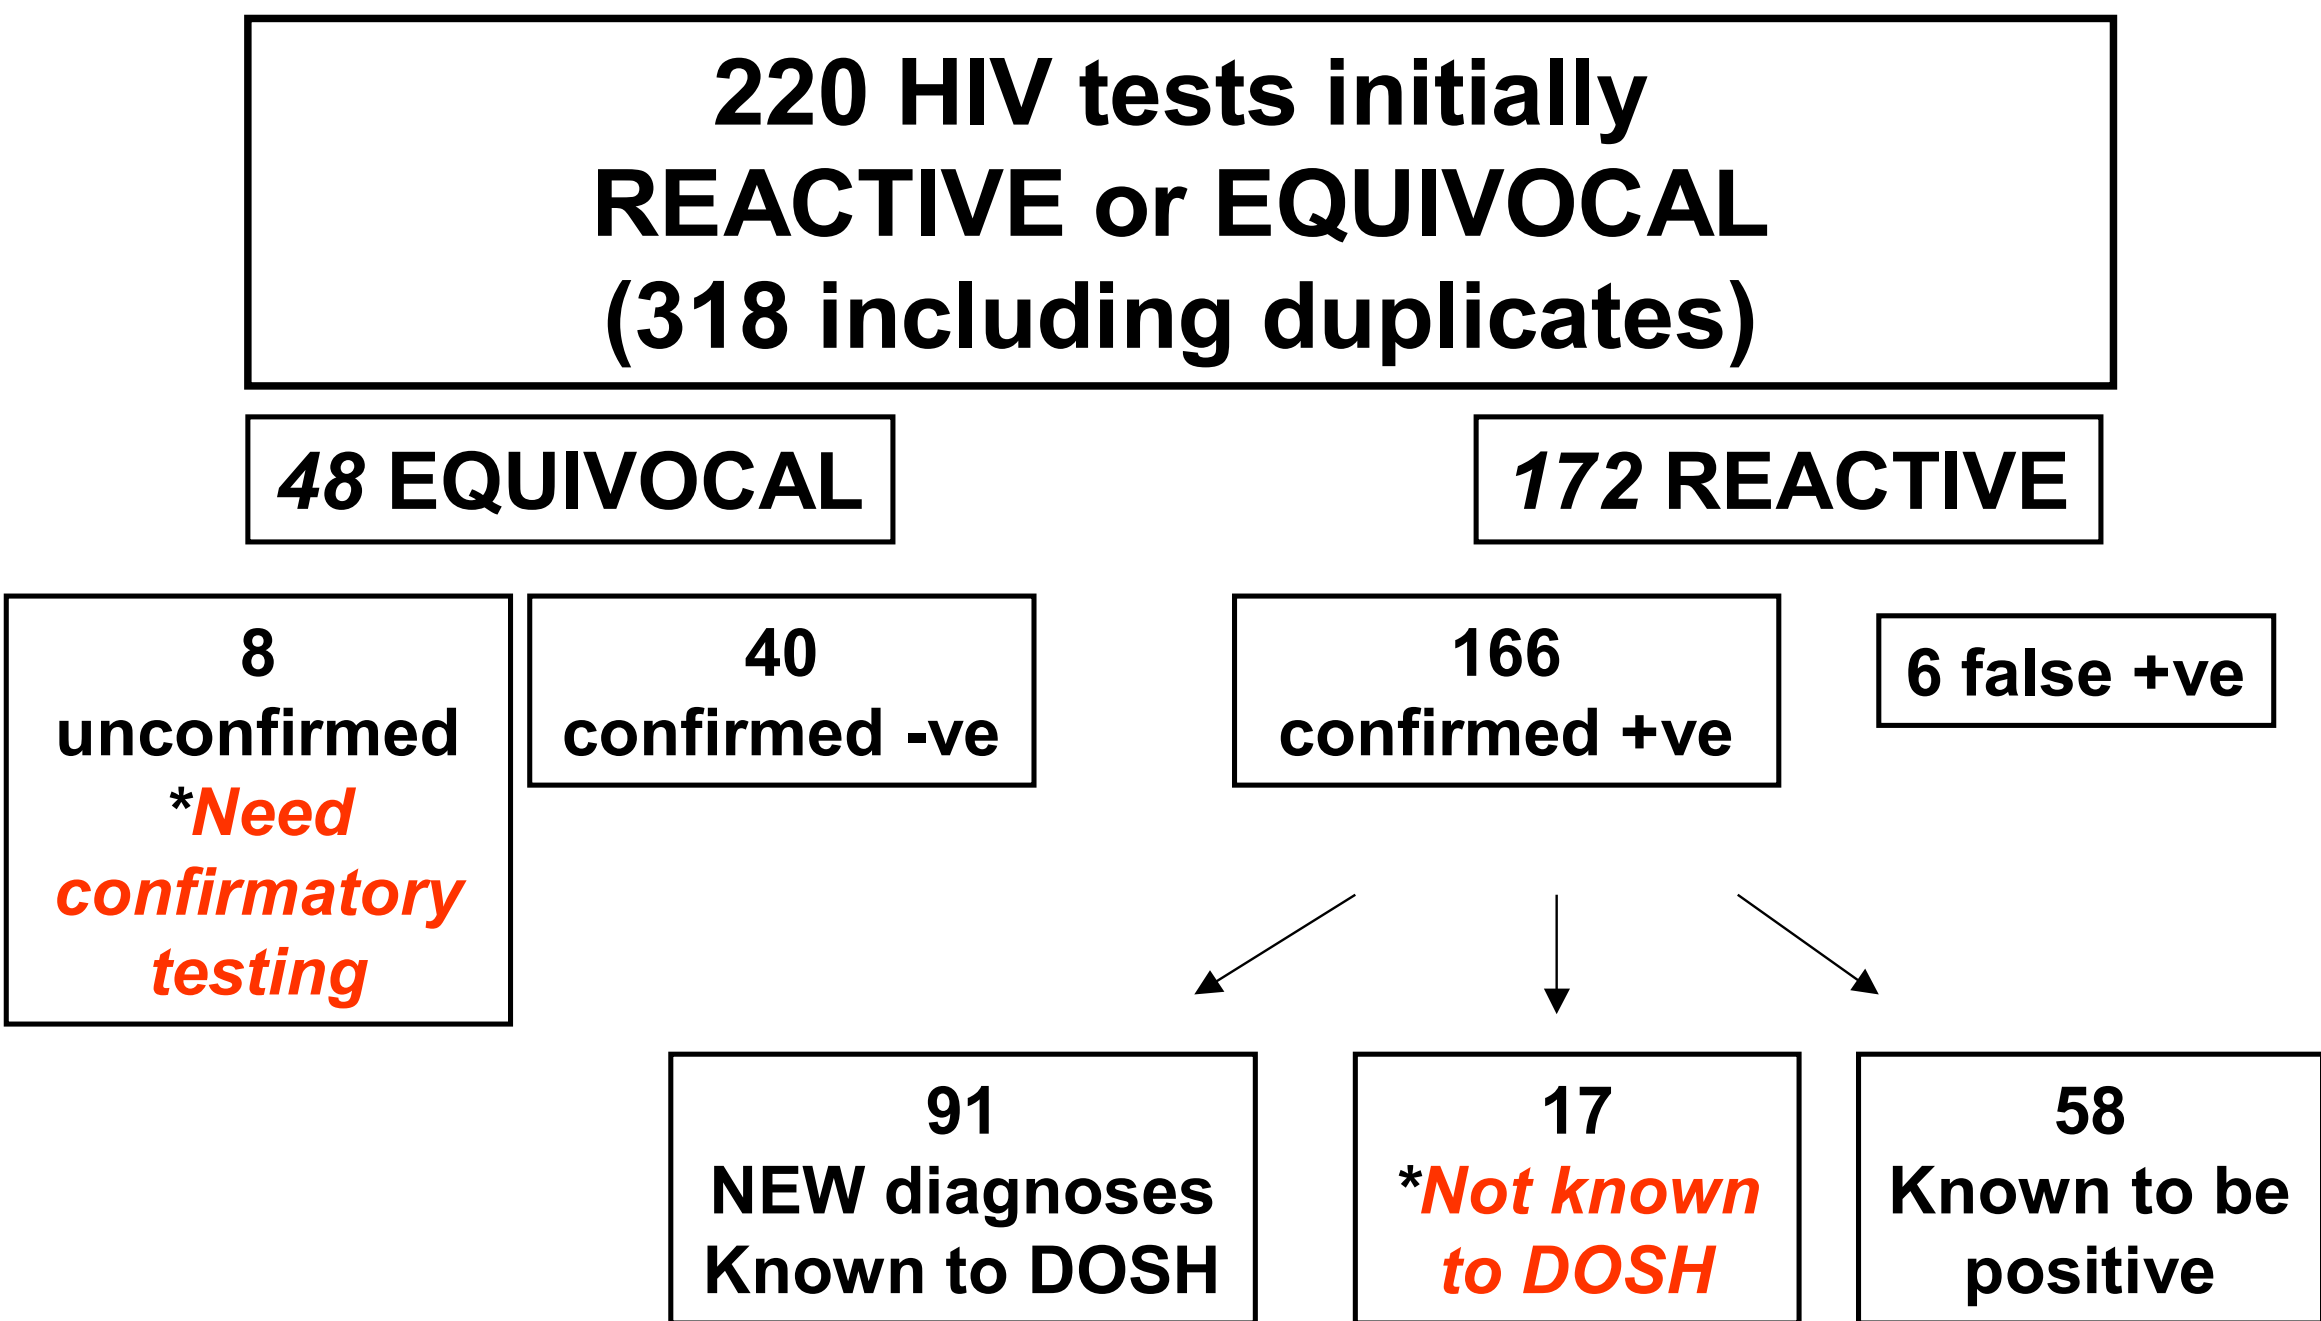 220 HIV tests initially
REACTIVE or EQUIVOCAL
(318 including duplicates)
48 EQUIVOCAL
172 REACTIVE
8
unconfirmed
*Need
confirmatory
testing
40
confirmed -ve
166
confirmed +ve
6 false +ve
91
NEW diagnoses
Known to DOSH
17
*Not known
to DOSH
58
Known to be
positive